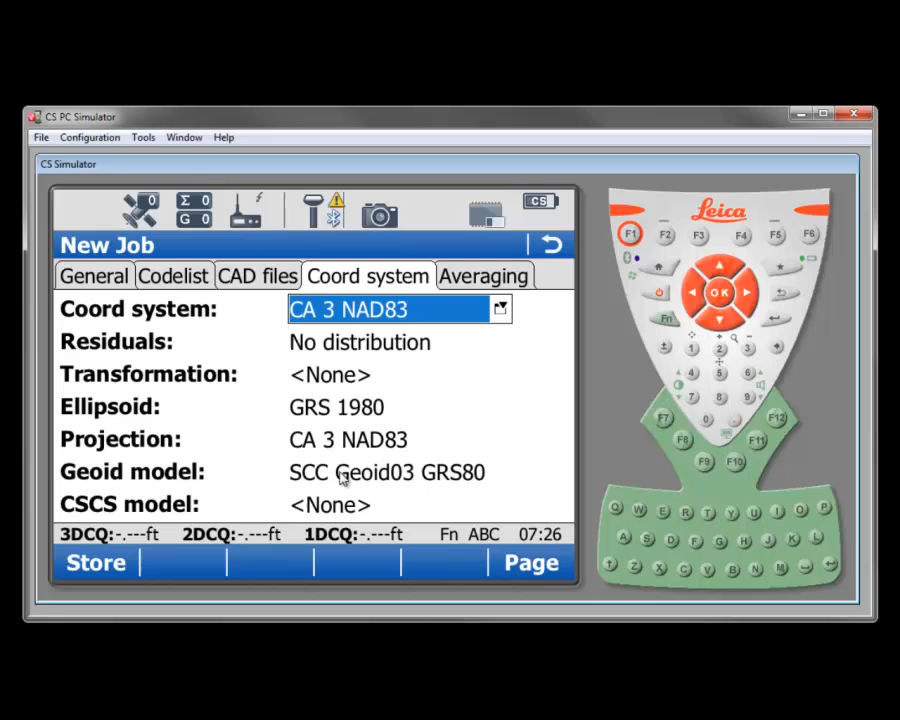 CS PC Simulator
File Configuration Tools Window Help
CS Simulator
0 Σ 0 G 0 CS
New Job
General Codelist CAD files Coord system Averaging
Coord system: CA 3 NAD83
Residuals: No distribution
Transformation: <None>
Ellipsoid: GRS 1980
Projection: CA 3 NAD83
Geoid model: SCC Geoid03 GRS80
CSCS model: <None>
3DCQ:-.---ft 2DCQ:-.---ft 1DCQ:-.---ft Fn ABC 07:26
Store Page
Leica
F1 F2 F3 F4 F5 F6
OK
Fn
1 2 3
4 5 6
7 8 9
0 .
F7 F12
F8 F11
F9 F10
Q W E R T Y U I O P
A S D F G H J K L
Z X C V B N M